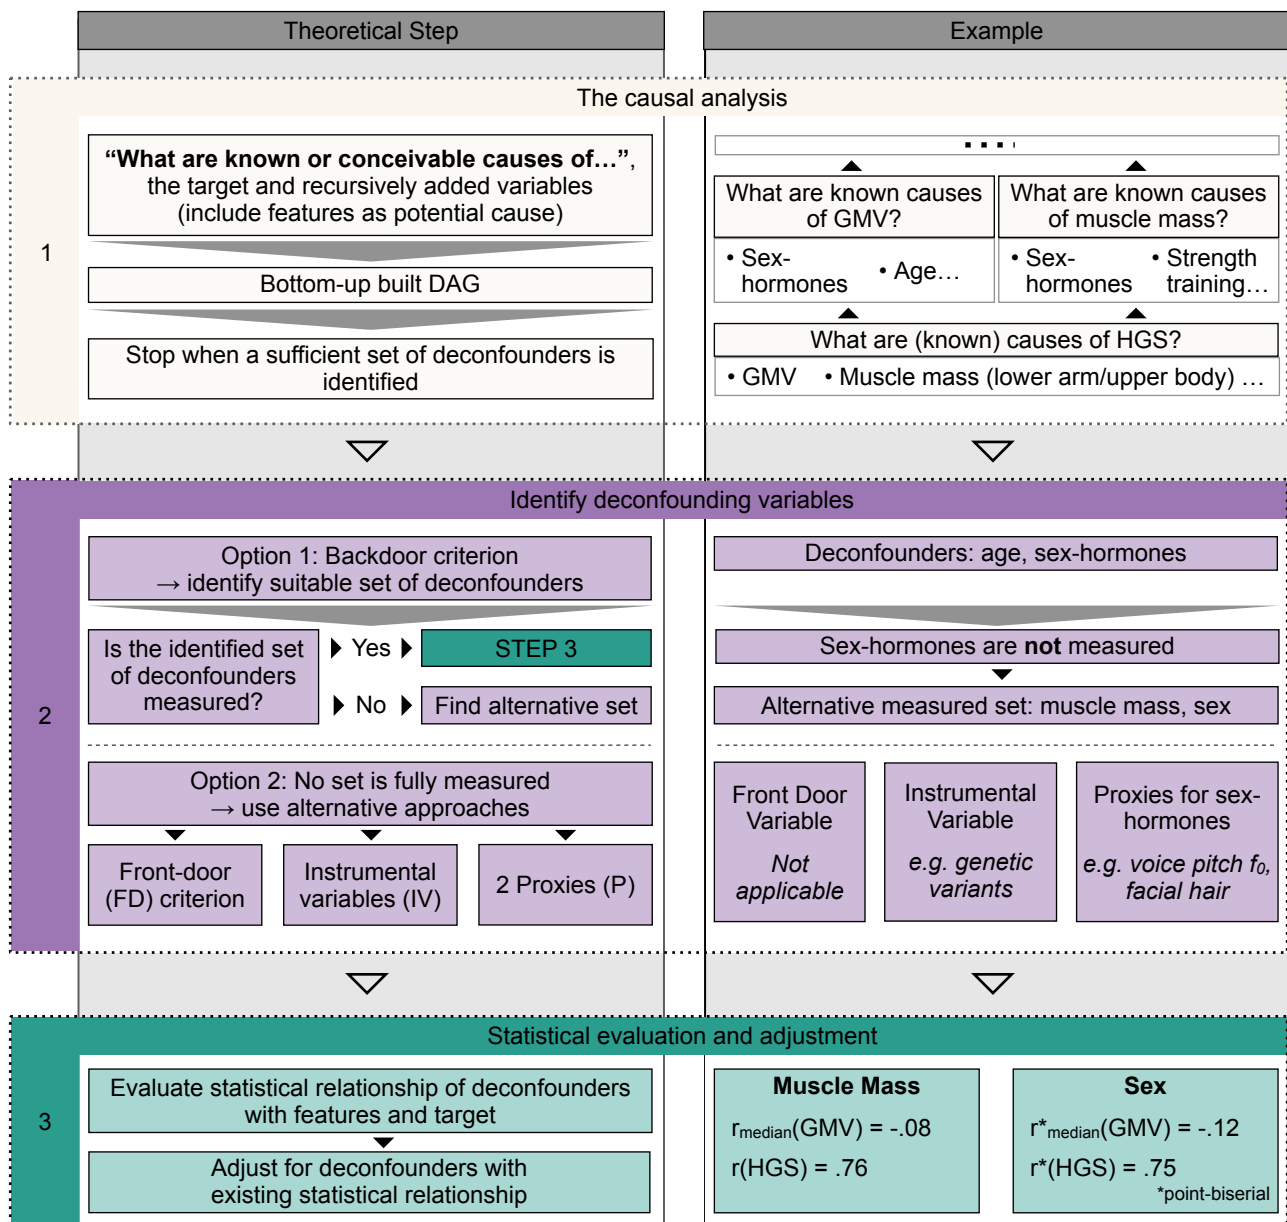 Theoretical Step
Example
The causal analysis
1
“What are known or conceivable causes of…”,
the target and recursively added variables
(include features as potential cause)
Bottom-up built DAG
Stop when a sufficient set of deconfounders is
identified
What are known causes
of GMV?
• Sex-
hormones
• Age…
What are known causes
of muscle mass?
• Sex-
hormones
• Strength
training…
What are (known) causes of HGS?
• GMV
• Muscle mass (lower arm/upper body) …
Identify deconfounding variables
2
Option 1: Backdoor criterion
→ identify suitable set of deconfounders
Is the identified set
of deconfounders
measured?
Yes
STEP 3
No
Find alternative set
Option 2: No set is fully measured
→ use alternative approaches
Front-door
(FD) criterion
Instrumental
variables (IV)
2 Proxies (P)
Deconfounders: age, sex-hormones
Sex-hormones are not measured
Alternative measured set: muscle mass, sex
Front Door
Variable
Not
applicable
Instrumental
Variable
e.g. genetic
variants
Proxies for sex-
hormones
e.g. voice pitch f0,
facial hair
Statistical evaluation and adjustment
3
Evaluate statistical relationship of deconfounders
with features and target
Adjust for deconfounders with
existing statistical relationship
Muscle Mass
rmedian(GMV) = -.08
r(HGS) = .76
Sex
r*median(GMV) = -.12
r*(HGS) = .75
*point-biserial